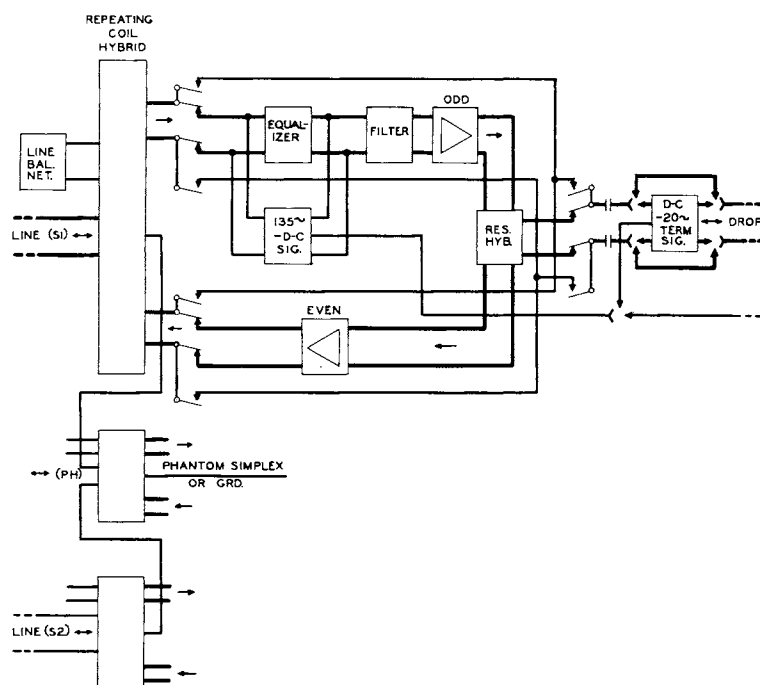 REPEATING
COIL
HYBRID
ODD
EQUAL-
IZER
FILTER
LINE
BAL.
NET.
135~
-D-C
SIG.
RES.
HYB.
D-C
-20~
TERM
SIG.
DROP
LINE (S1)
EVEN
(PH)
PHANTOM SIMPLEX
OR GRD.
LINE (S2)